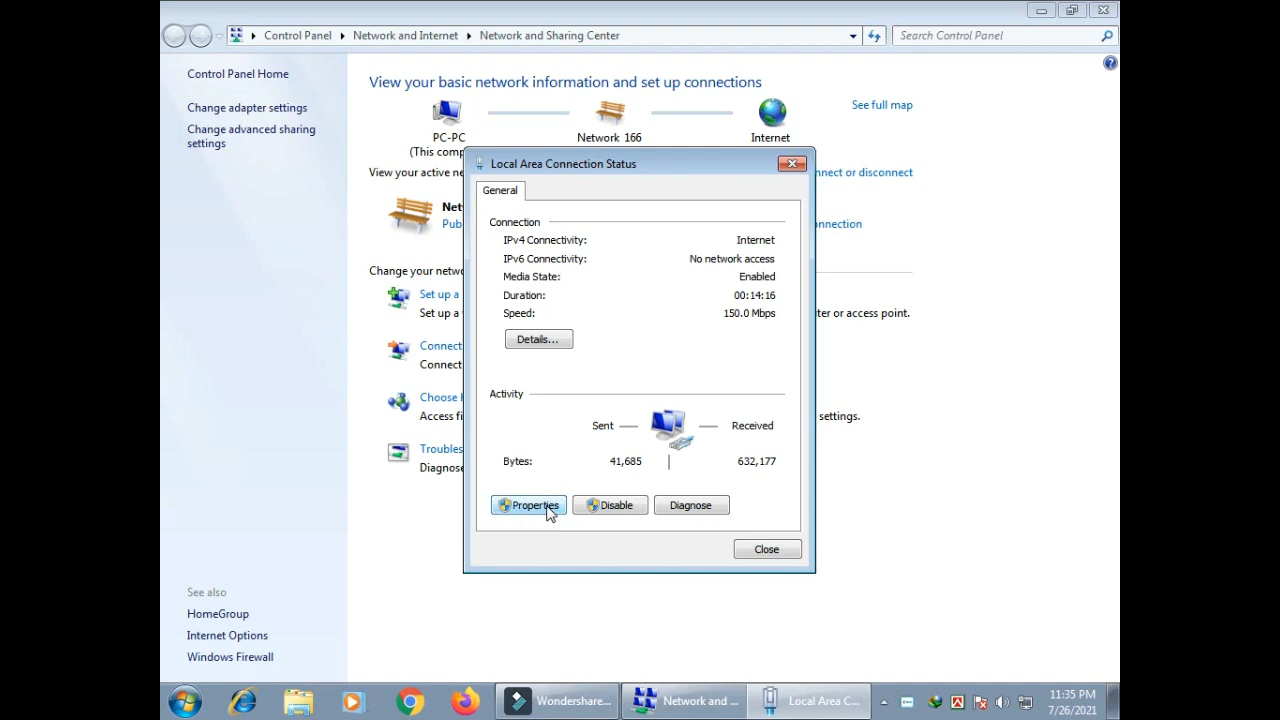 Control Panel ▸ Network and Internet ▸ Network and Sharing Center
Search Control Panel
Control Panel Home
Change adapter settings
Change advanced sharing
settings
View your basic network information and set up connections
See full map
PC-PC
(This comp
Network 166
Internet
View your active ne
nnect or disconnect
Net
Pub
nnection
Change your netwo
Set up a
Set up a
ter or access point.
Connect
Connec
Choose
Access fi
settings.
Troubles
Diagnose
Local Area Connection Status
General
Connection
IPv4 Connectivity: Internet
IPv6 Connectivity: No network access
Media State: Enabled
Duration: 00:14:16
Speed: 150.0 Mbps
Details...
Activity
Sent
Received
Bytes: 41,685 632,177
Properties
Disable
Diagnose
Close
See also
HomeGroup
Internet Options
Windows Firewall
Wondershare...
Network and ...
Local Area C...
11:35 PM
7/26/2021